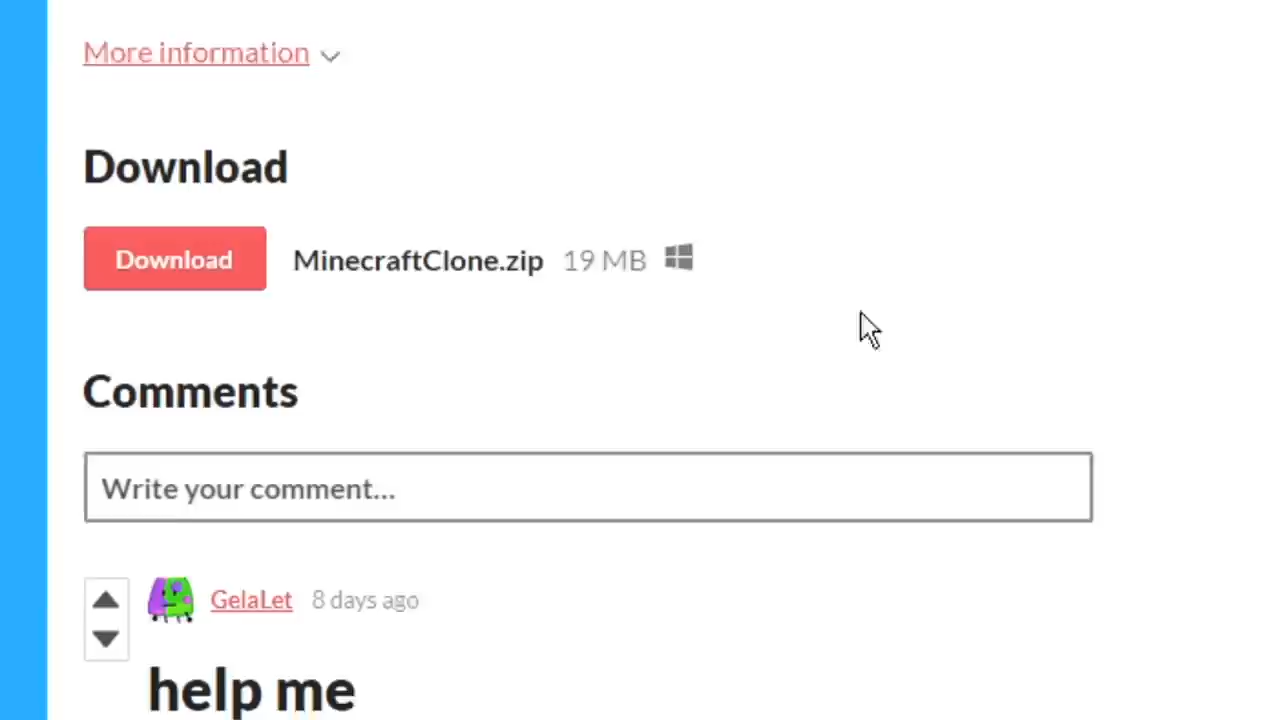 More information
Download
Download MinecraftClone.zip 19 MB
Comments
Write your comment...
GelaLet 8 days ago
help me